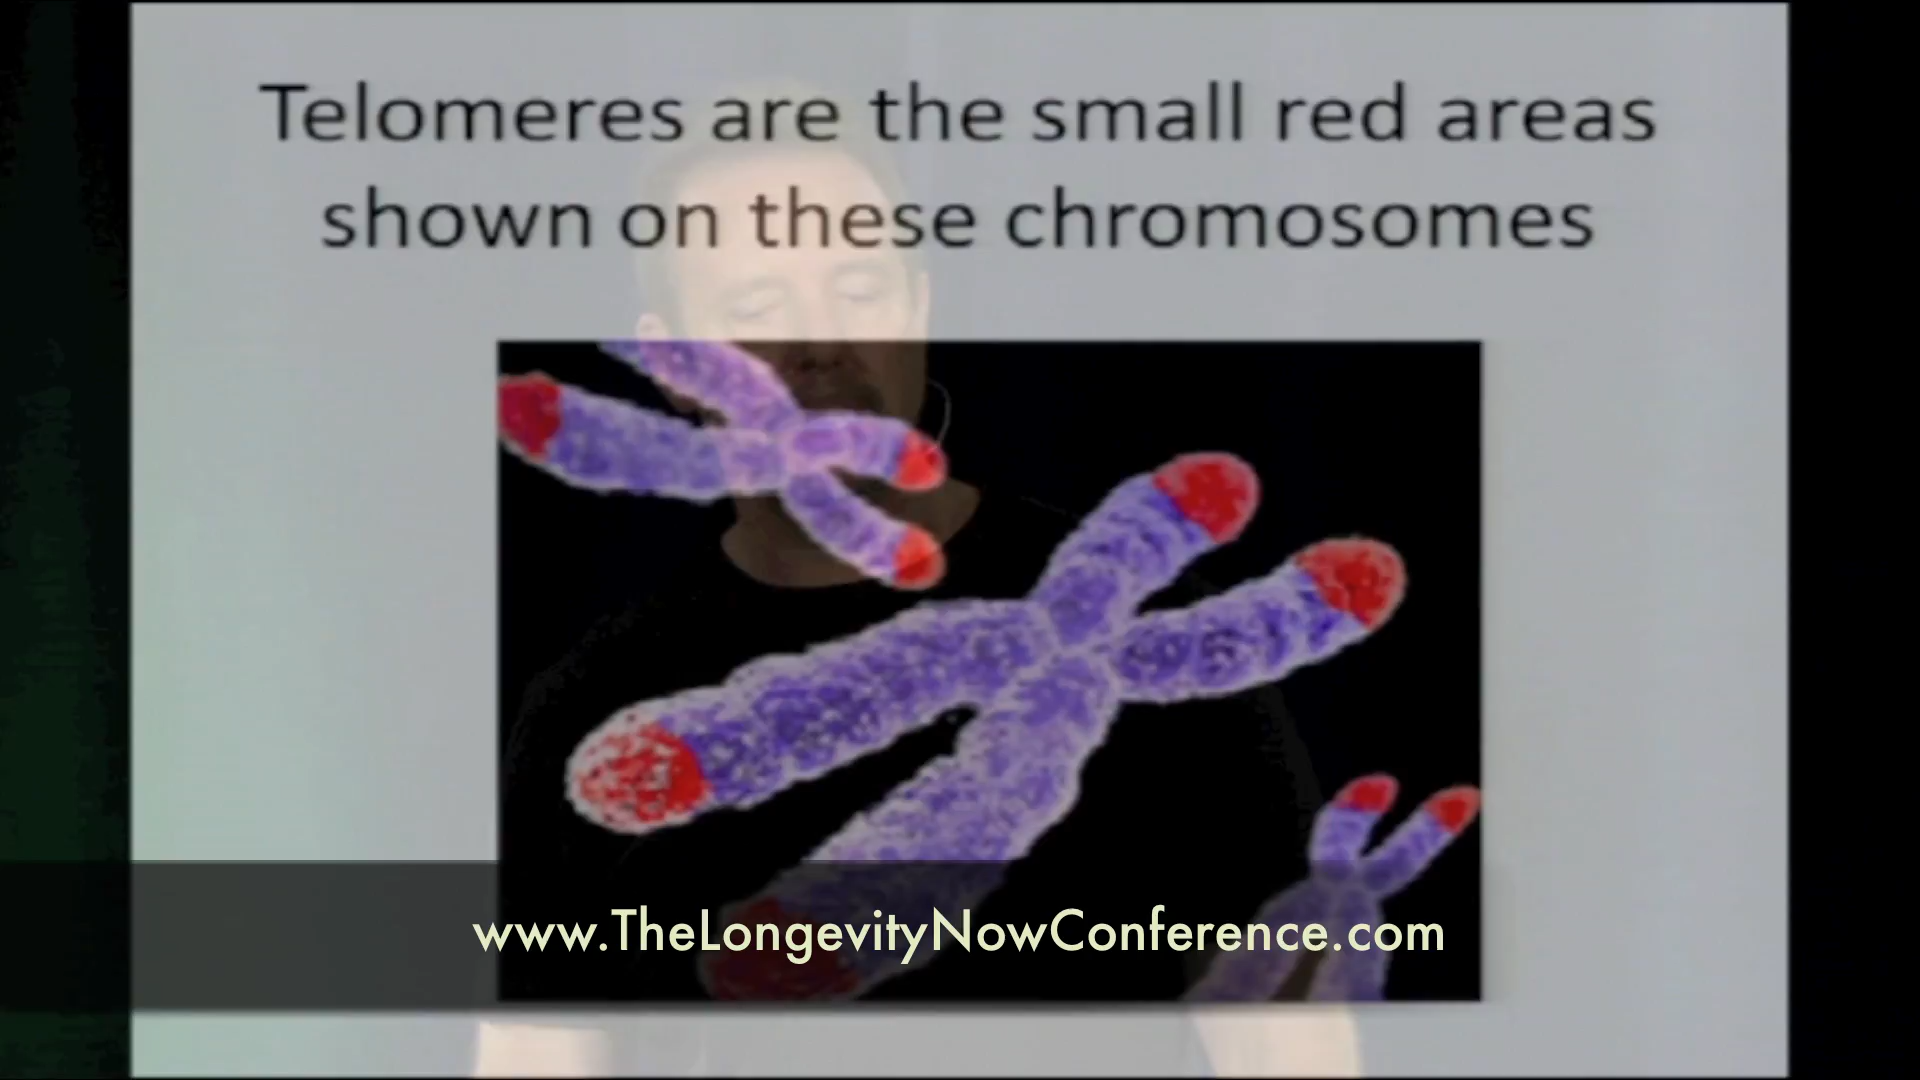 Telomeres are the small red areas
shown on these chromosomes
www.TheLongevityNowConference.com